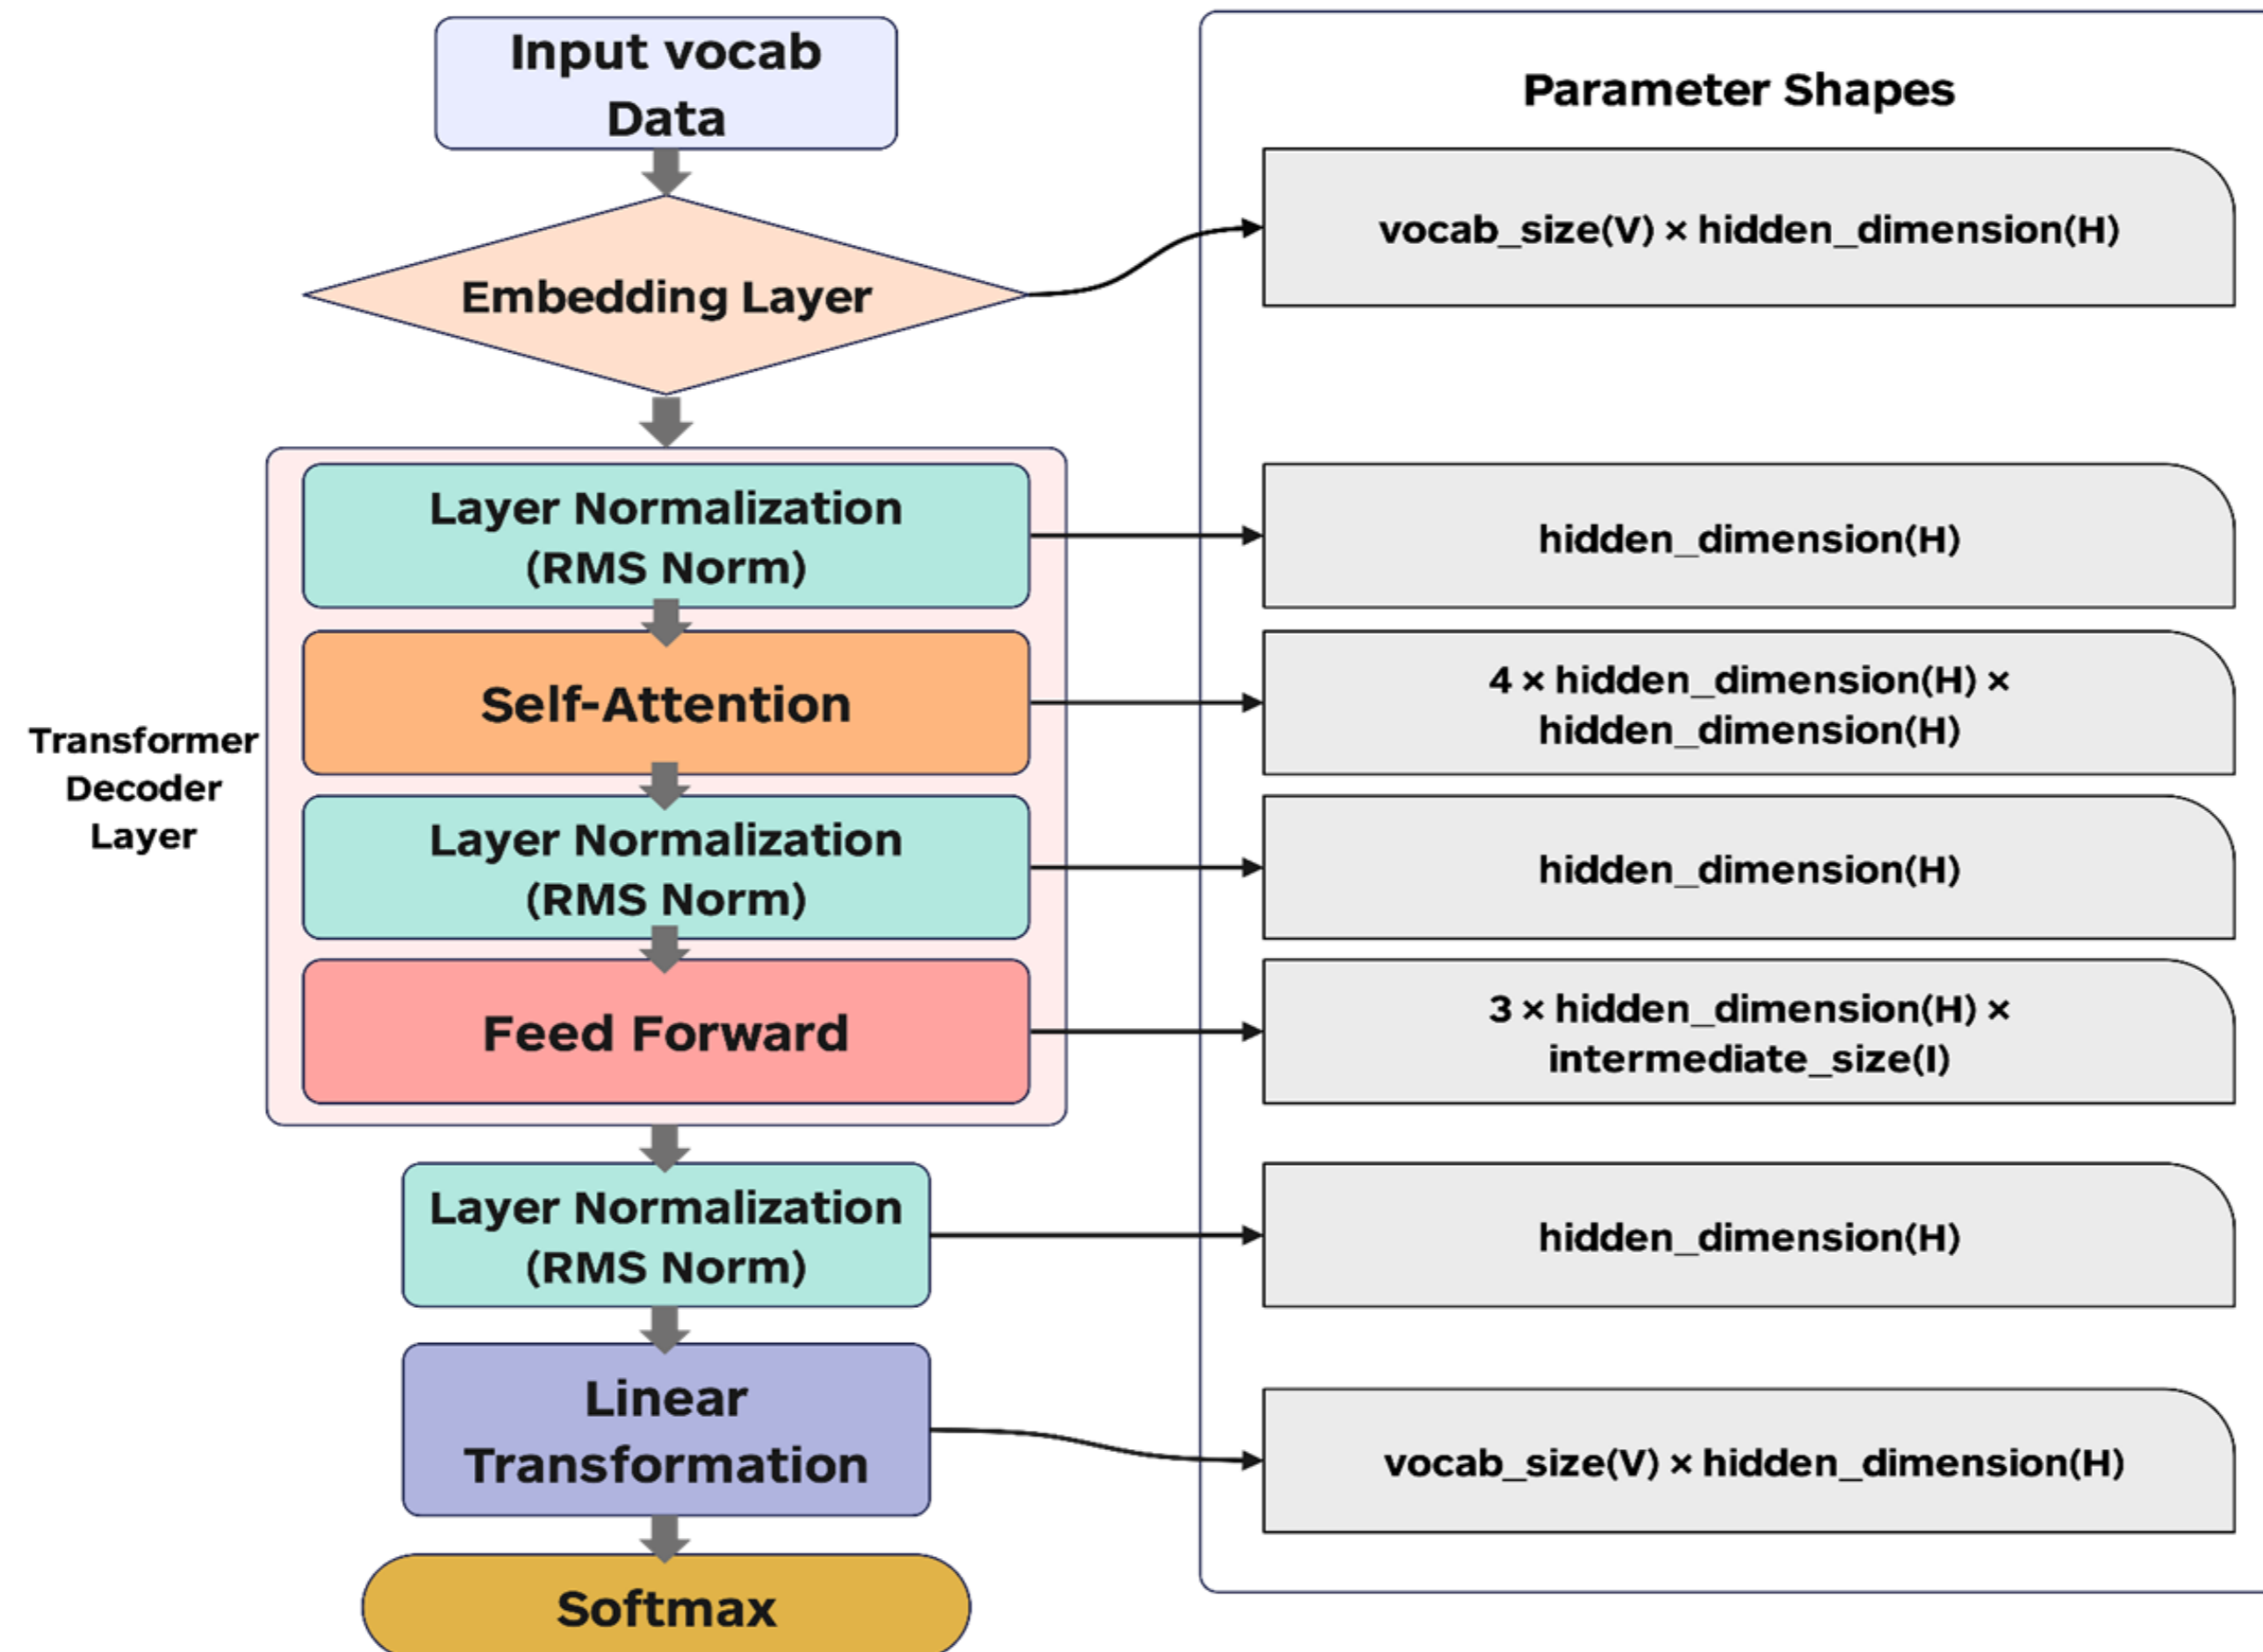 Input vocab
Data
Parameter Shapes
vocab_size(V) × hidden_dimension(H)
Embedding Layer
Layer Normalization
(RMS Norm)
hidden_dimension(H)
Self-Attention
4 × hidden_dimension(H) ×
hidden_dimension(H)
Transformer
Decoder
Layer
Layer Normalization
(RMS Norm)
hidden_dimension(H)
Feed Forward
3 × hidden_dimension(H) ×
intermediate_size(I)
Layer Normalization
(RMS Norm)
hidden_dimension(H)
Linear
Transformation
vocab_size(V) × hidden_dimension(H)
Softmax